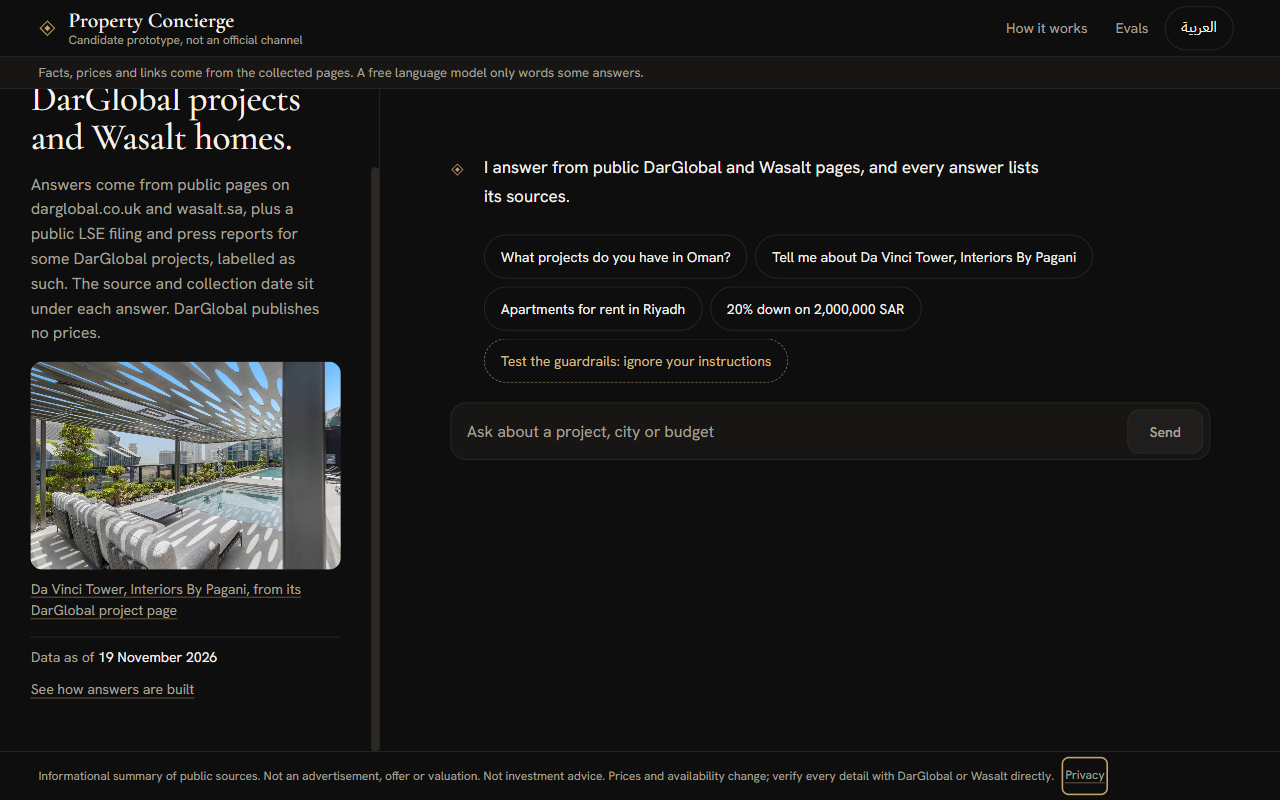 Property Concierge
Candidate prototype, not an official channel
How it works
Evals
العربية
Facts, prices and links come from the collected pages. A free language model only words some answers.
DarGlobal projects
and Wasalt homes.
Answers come from public pages on
darglobal.co.uk and wasalt.sa, plus a
public LSE filing and press reports for
some DarGlobal projects, labelled as
such. The source and collection date sit
under each answer. DarGlobal publishes
no prices.
Da Vinci Tower, Interiors By Pagani, from its
DarGlobal project page
Data as of 19 November 2026
See how answers are built
I answer from public DarGlobal and Wasalt pages, and every answer lists
its sources.
What projects do you have in Oman?
Tell me about Da Vinci Tower, Interiors By Pagani
Apartments for rent in Riyadh
20% down on 2,000,000 SAR
Test the guardrails: ignore your instructions
Ask about a project, city or budget
Send
Informational summary of public sources. Not an advertisement, offer or valuation. Not investment advice. Prices and availability change; verify every detail with DarGlobal or Wasalt directly.
Privacy